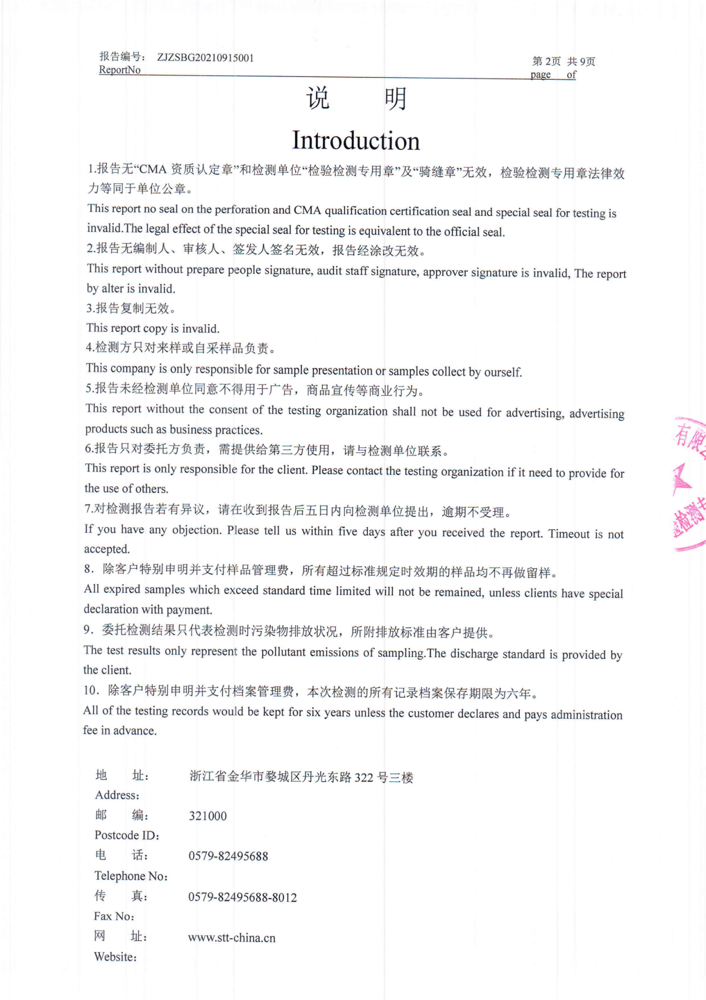 报告编号： ZJZSBG20210915001
ReportNo
第 2页 共 9页
page of
说 明
Introduction
1.报告无“CMA 资质认定章”和检测单位“检验检测专用章”及“骑缝章”无效，检验检测专用章法律效
力等同于单位公章。
This report no seal on the perforation and CMA qualification certification seal and special seal for testing is
invalid.The legal effect of the special seal for testing is equivalent to the official seal.
2.报告无编制人、审核人、签发人签名无效，报告经涂改无效。
This report without prepare people signature, audit staff signature, approver signature is invalid, The report
by alter is invalid.
3.报告复制无效。
This report copy is invalid.
4.检测方只对来样或自采样品负责。
This company is only responsible for sample presentation or samples collect by ourself.
5.报告未经检测单位同意不得用于广告，商品宣传等商业行为。
This report without the consent of the testing organization shall not be used for advertising, advertising
products such as business practices.
6.报告只对委托方负责，需提供给第三方使用，请与检测单位联系。
This report is only responsible for the client. Please contact the testing organization if it need to provide for
the use of others.
7.对检测报告若有异议，请在收到报告后五日内向检测单位提出，逾期不受理。
If you have any objection. Please tell us within five days after you received the report. Timeout is not
accepted.
8．除客户特别申明并支付样品管理费，所有超过标准规定时效期的样品均不再做留样。
All expired samples which exceed standard time limited will not be remained, unless clients have special
declaration with payment.
9．委托检测结果只代表检测时污染物排放状况，所附排放标准由客户提供。
The test results only represent the pollutant emissions of sampling.The discharge standard is provided by
the client.
10．除客户特别申明并支付档案管理费，本次检测的所有记录档案保存期限为六年。
All of the testing records would be kept for six years unless the customer declares and pays administration
fee in advance.
有限
检测
地 址： 浙江省金华市婺城区丹光东路 322 号三楼
Address:
邮 编： 321000
Postcode ID:
电 话： 0579-82495688
Telephone No:
传 真： 0579-82495688-8012
Fax No:
网 址： www.stt-china.cn
Website: